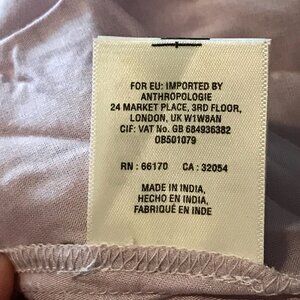 FOR EU: IMPORTED BY
ANTHROPOLOGIE
24 MARKET PLACE, 3RD FLOOR,
LONDON, UK W1W8AN
CIF: VAT No. GB 684936382
OB501079
RN : 66170 CA : 32054
MADE IN INDIA,
HECHO EN INDIA,
FABRIQUÉ EN INDE